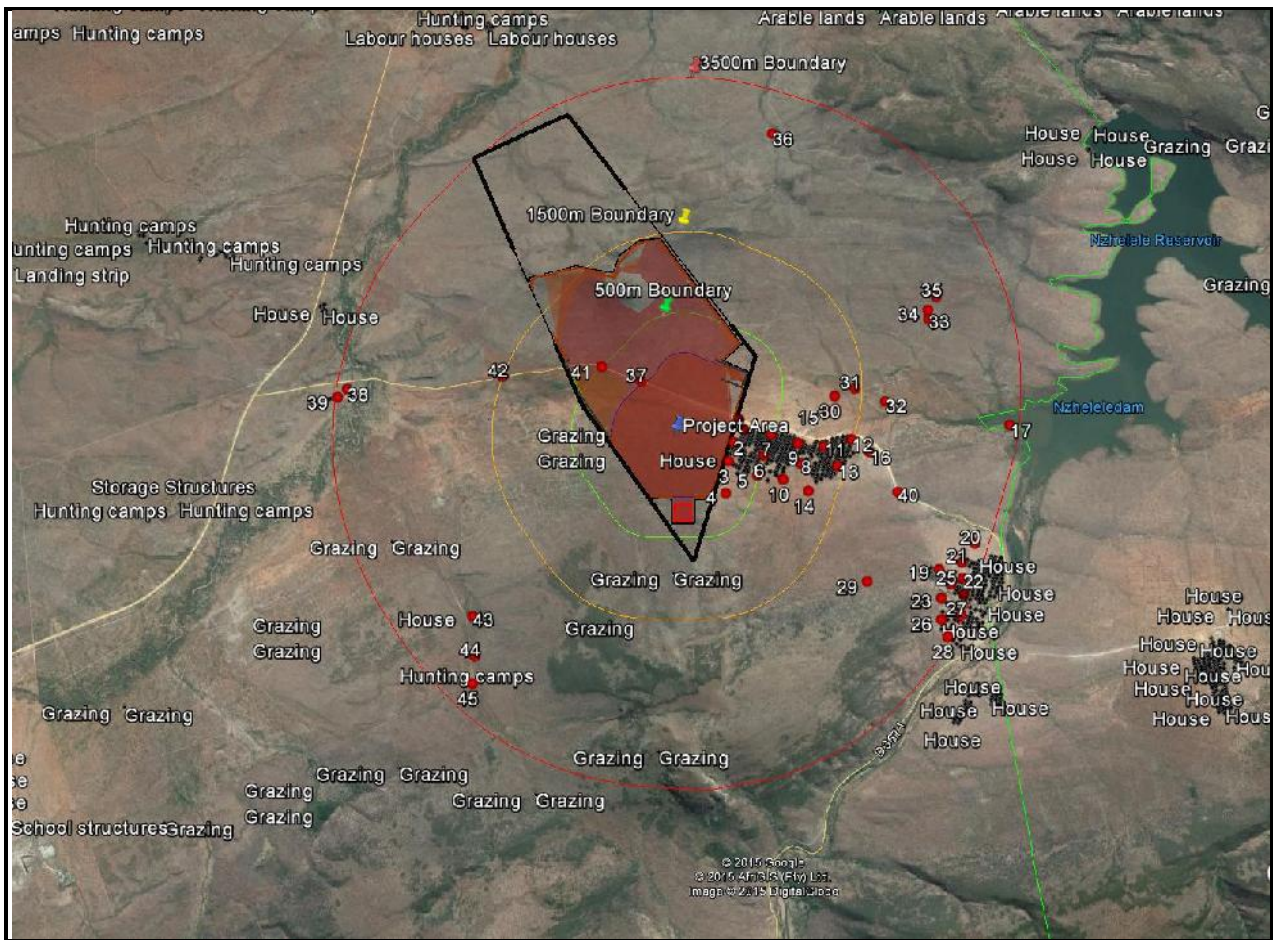 Arable lands Arable lands
Hunting camps
amps Hunting camps
Labour houses Labour houses
3500m Boundary
36
House House
House House
Grazing
1500m Boundary
Hunting camps
unting camps Hunting camps
Hunting camps
Landing strip
Nzhelele Reservoir
Grazing
500m Boundary
35
34
33
House House
42
41
37
38
39
31
30
15
32
Nzheleledam
17
Project Area
Grazing
Grazing
House
2
7
9
11
12
16
3
5
6
8
13
4
10
14
40
Storage Structures
Hunting camps Hunting camps
Grazing Grazing
20
21
19
25
22
House
Grazing Grazing
29
23
House
House
27
26
House
28
House
House
House
House
House
House
House
House
House
House
House
House
House
43
Grazing
Grazing
Grazing
44
Hunting camps
45
House
House
House
House
Grazing Grazing
Grazing Grazing
Grazing Grazing
Grazing
Grazing
Grazing Grazing
School structures Grazing
© 2015 Google
© 2015 AfriGIS (Pty) Ltd.
Image © 2015 DigitalGlobe